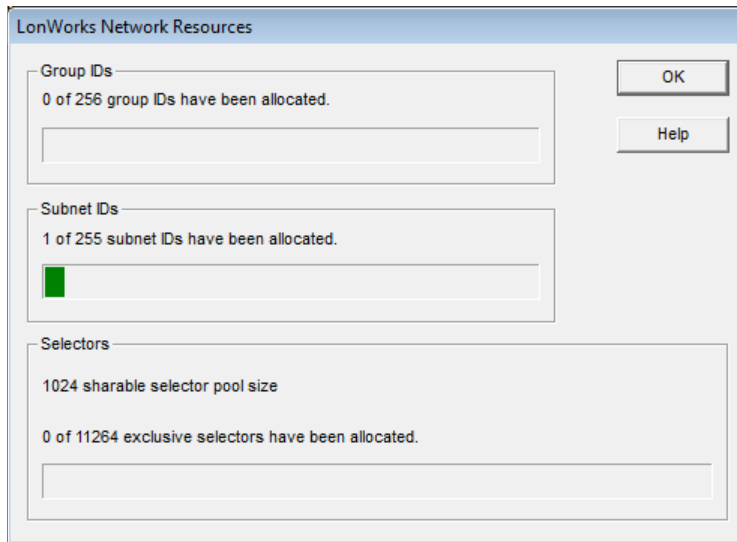 LonWorks Network Resources
Group IDs
0 of 256 group IDs have been allocated.
OK
Help
Subnet IDs
1 of 255 subnet IDs have been allocated.
Selectors
1024 sharable selector pool size
0 of 11264 exclusive selectors have been allocated.